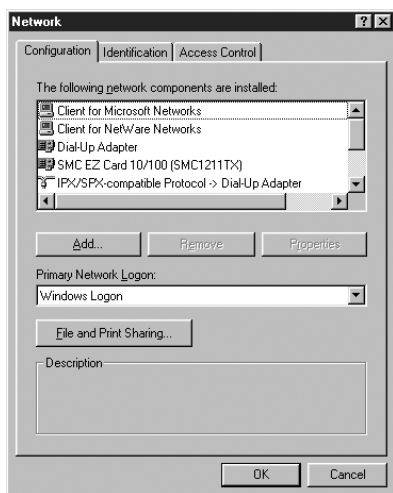 Network
Configuration Identification Access Control
The following network components are installed:
Client for Microsoft Networks
Client for NetWare Networks
Dial-Up Adapter
SMC EZ Card 10/100 (SMC1211TX)
IPX/SPX-compatible Protocol -> Dial-Up Adapter
Add... Remove Properties
Primary Network Logon:
Windows Logon
File and Print Sharing...
Description
OK Cancel